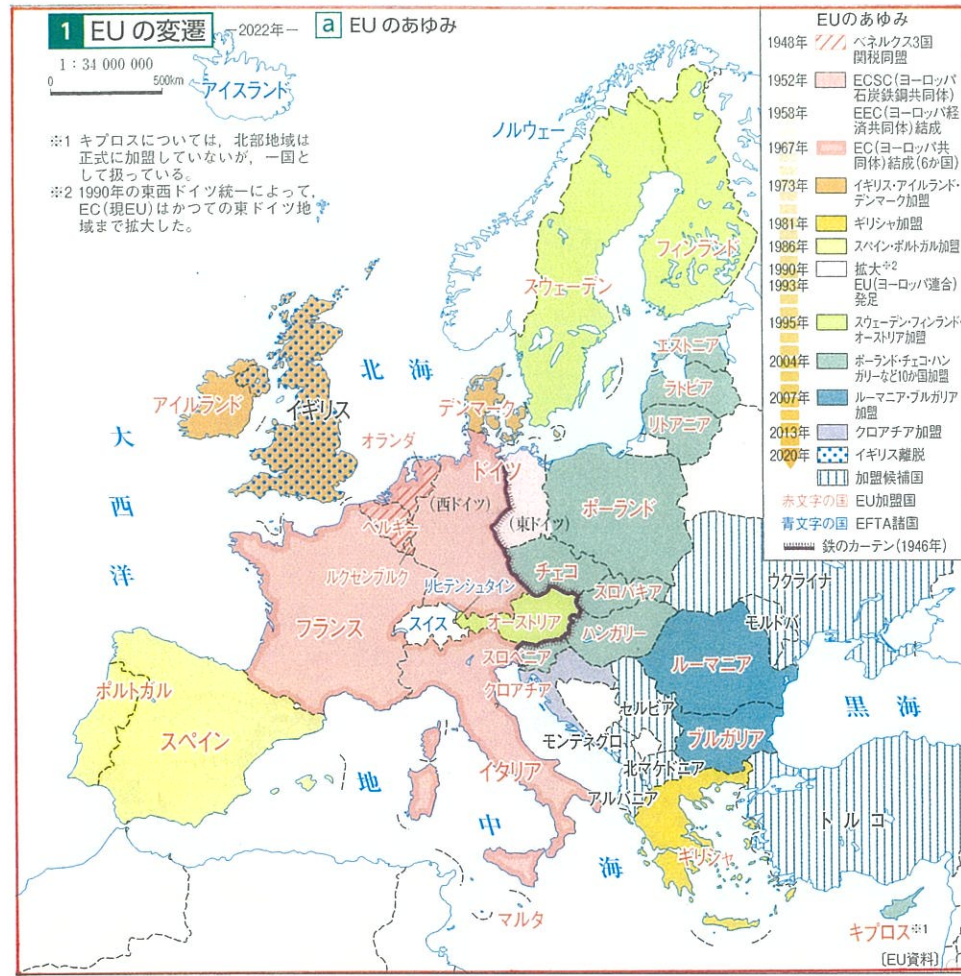 1 EUの変遷 —2022年— a EUのあゆみ
1：34 000 000
0 500km
※1 キプロスについては，北部地域は
正式に加盟していないが，一国と
して扱っている。
※2 1990年の東西ドイツ統一によって，
EC（現EU）はかつての東ドイツ地
域まで拡大した。
EUのあゆみ
1948年 ベネルクス3国
関税同盟
1952年 ECSC（ヨーロッパ
石炭鉄鋼共同体）
1958年 EEC（ヨーロッパ経
済共同体）結成
1967年 EC（ヨーロッパ共
同体）結成（6か国）
1973年 イギリス・アイルランド・
デンマーク加盟
1981年 ギリシャ加盟
1986年 スペイン・ポルトガル加盟
1990年 拡大※2
1993年 EU（ヨーロッパ連合）
発足
1995年 スウェーデン・フィンランド・
オーストリア加盟
2004年 ポーランド・チェコ・ハン
ガリーなど10か国加盟
2007年 ルーマニア・ブルガリア
加盟
2013年 クロアチア加盟
2020年 イギリス離脱
加盟候補国
赤文字の国 EU加盟国
青文字の国 EFTA諸国
鉄のカーテン（1946年）
アイスランド
ノルウェー
フィンランド
スウェーデン
エストニア
ラトビア
リトアニア
北海
デンマーク
アイルランド
イギリス
大西洋
オランダ
ドイツ
（西ドイツ）
（東ドイツ）
ポーランド
ベルギー
ルクセンブルク
リヒテンシュタイン
チェコ
スロバキア
ウクライナ
モルドバ
フランス
スイス
オーストリア
ハンガリー
スロベニア
ルーマニア
クロアチア
セルビア
黒海
ポルトガル
スペイン
イタリア
モンテネグロ
ブルガリア
北マケドニア
アルバニア
トルコ
地中海
ギリシャ
マルタ
キプロス※1
〔EU資料〕